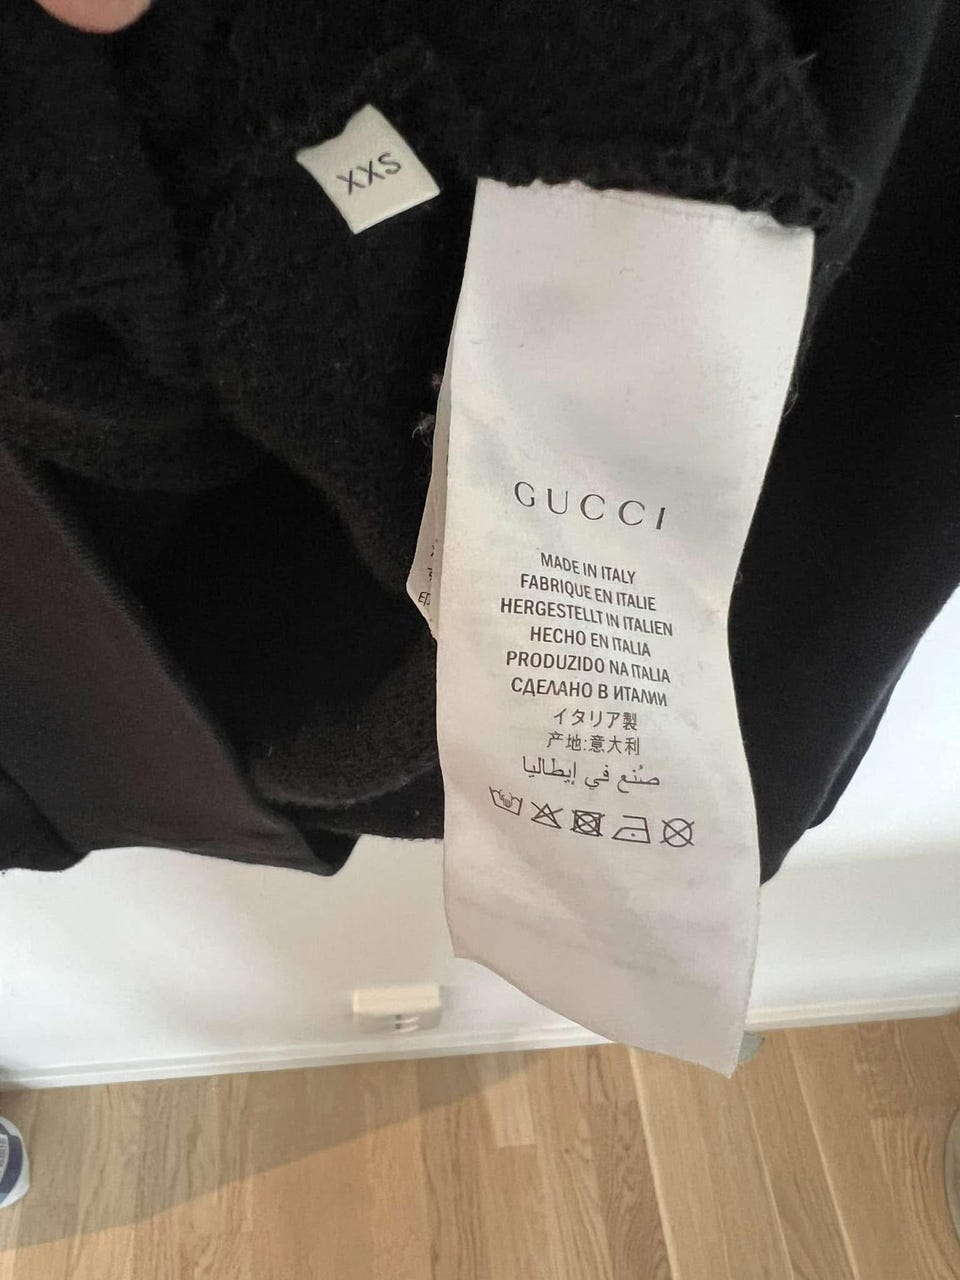 XXS
GUCCI
MADE IN ITALY
FABRIQUE EN ITALIE
HERGESTELLT IN ITALIEN
HECHO EN ITALIA
PRODUZIDO NA ITALIA
СДЕЛАНО В ИТАЛИИ
イタリア製
产地:意大利
صُنع في إيطاليا